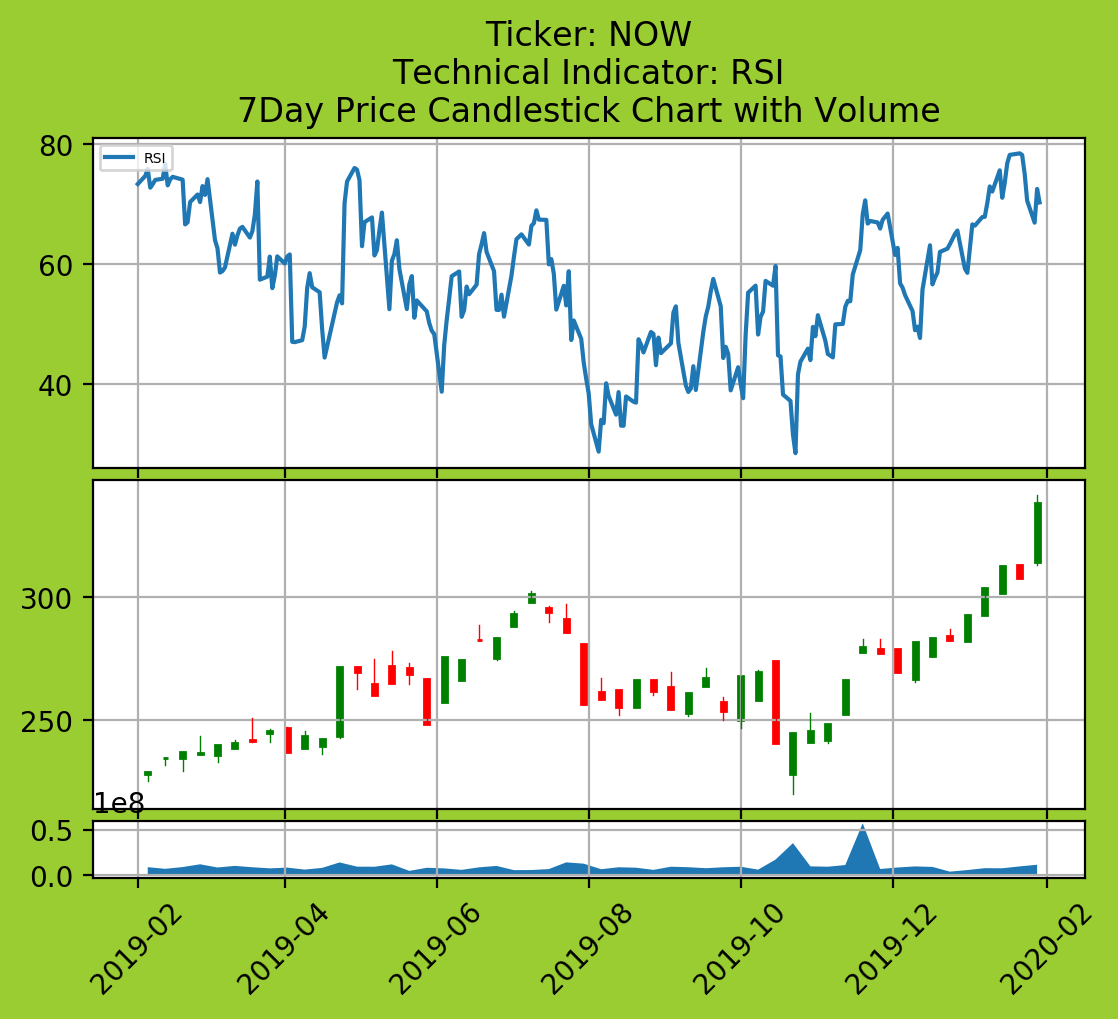 Ticker: NOW
Technical Indicator: RSI
7Day Price Candlestick Chart with Volume
80
RSI
60
40
300
250
1e8
0.5
0.0
2019-02 2019-04 2019-06 2019-08 2019-10 2019-12 2020-02